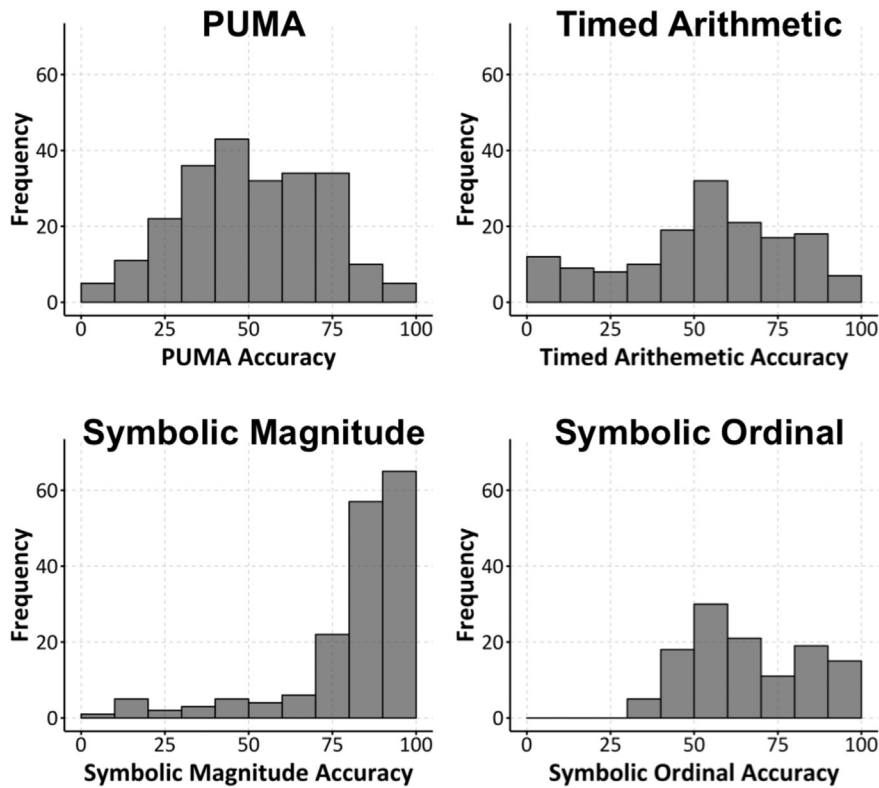 PUMA
Timed Arithmetic
60
40
20
0
Frequency
0 25 50 75 100
PUMA Accuracy
60
40
20
0
Frequency
0 25 50 75 100
Timed Arithemetic Accuracy
Symbolic Magnitude
Symbolic Ordinal
60
40
20
0
Frequency
0 25 50 75 100
Symbolic Magnitude Accuracy
60
40
20
0
Frequency
0 25 50 75 100
Symbolic Ordinal Accuracy